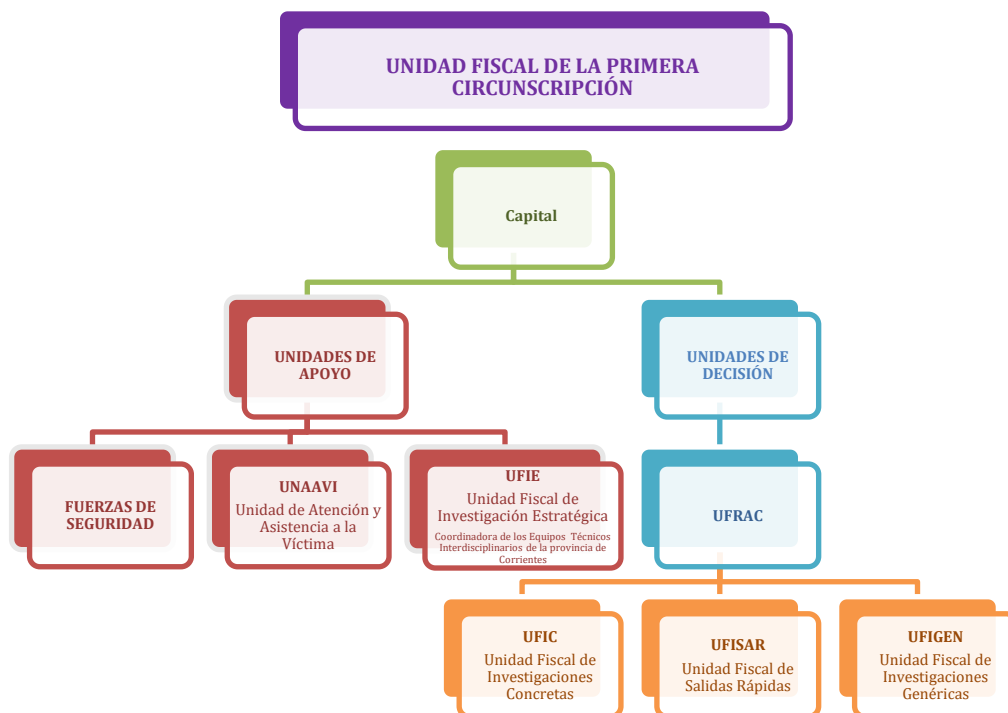 UNIDAD FISCAL DE LA PRIMERA
CIRCUNSCRIPCIÓN
Capital
UNIDADES DE
APOYO
UNIDADES DE
DECISIÓN
FUERZAS DE
SEGURIDAD
UNAAVI
Unidad de Atención y
Asistencia a la
Víctima
UFIE
Unidad Fiscal de
Investigación Estratégica
Coordinadora de los Equipos Técnicos
Interdisciplinarios de la provincia de
Corrientes
UFRAC
UFIC
Unidad Fiscal de
Investigaciones
Concretas
UFISAR
Unidad Fiscal de
Salidas Rápidas
UFIGEN
Unidad Fiscal de
Investigaciones
Genéricas